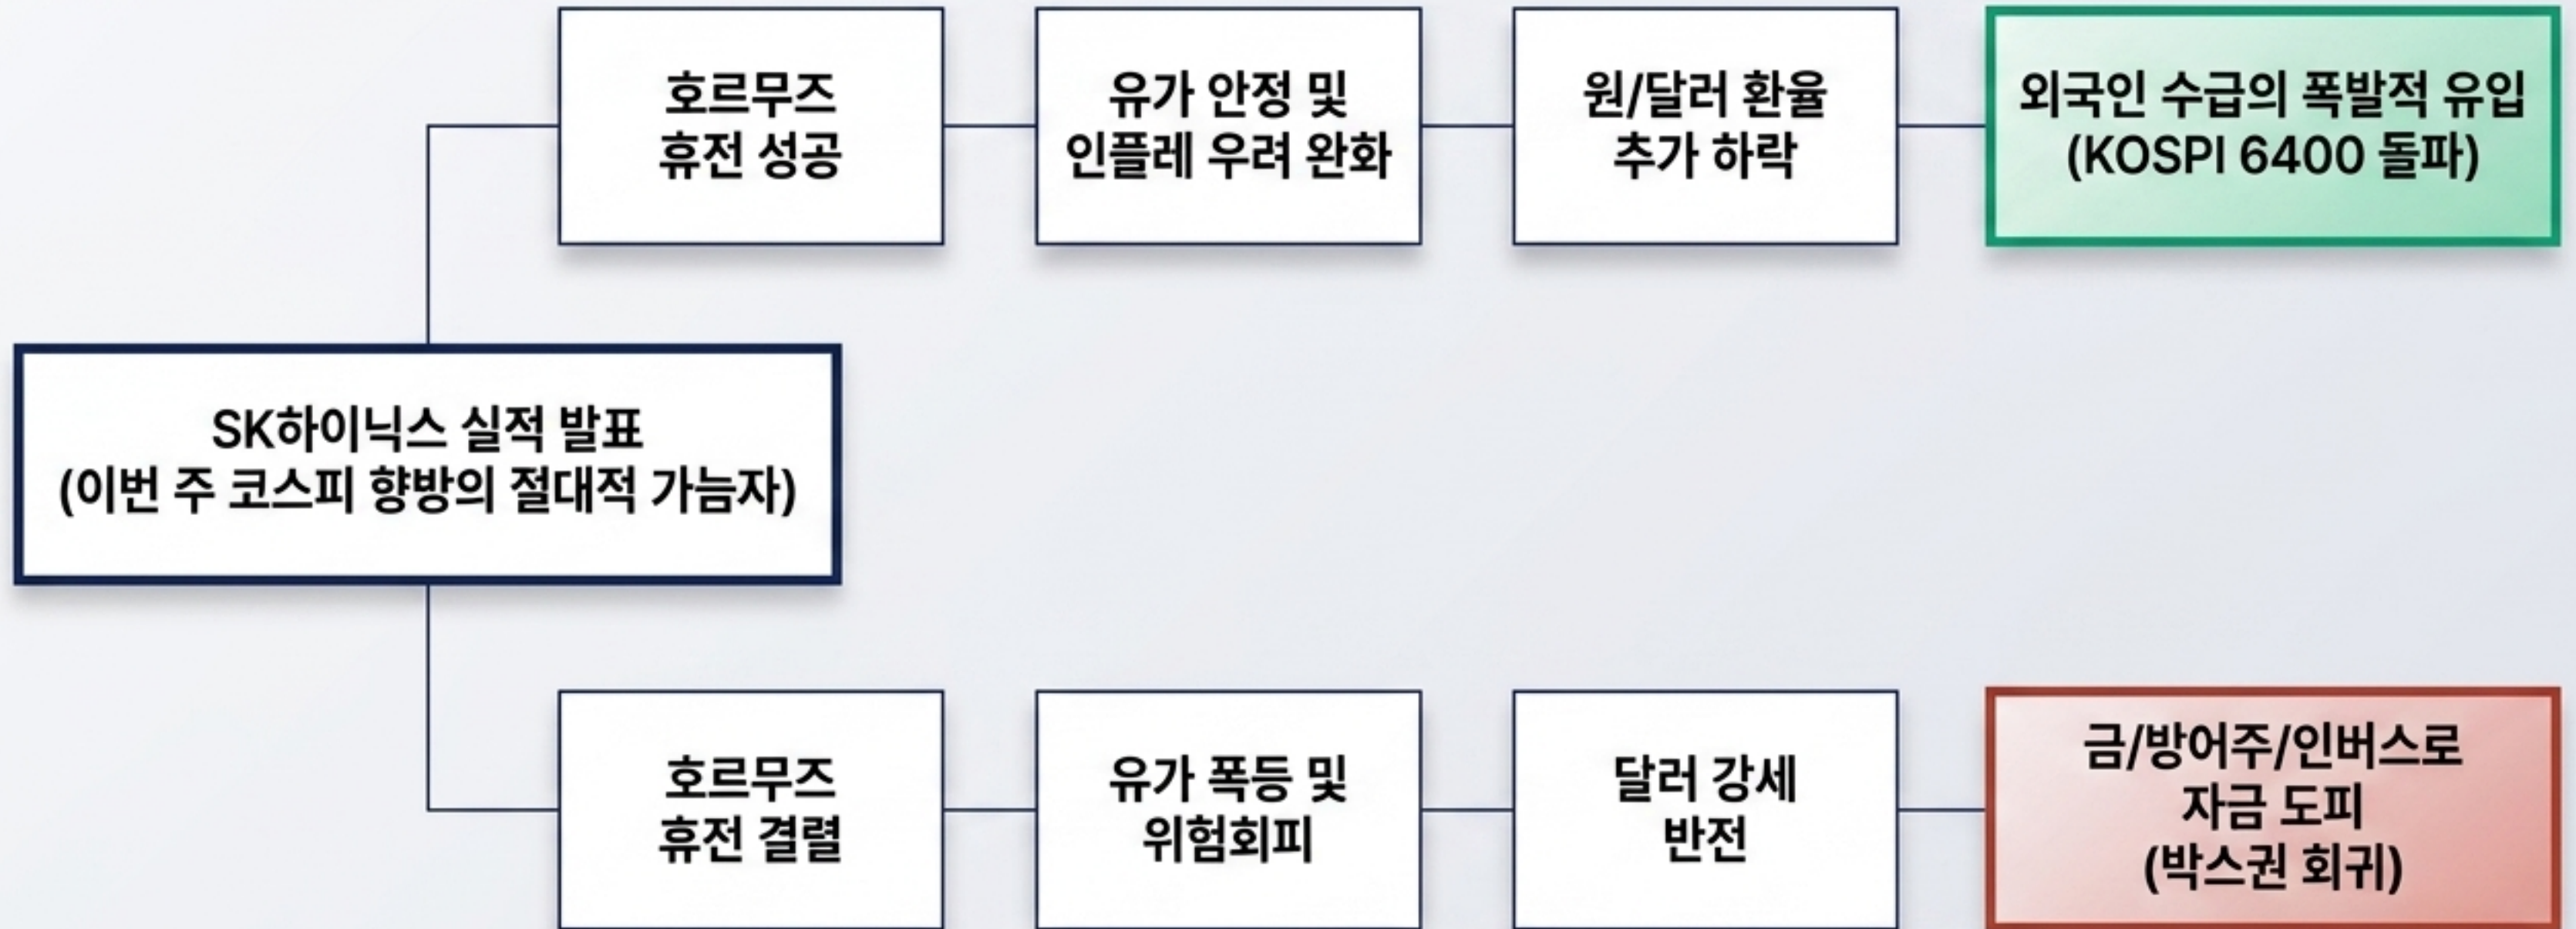 호르무즈
휴전 성공
유가 안정 및
인플레 우려 완화
원/달러 환율
추가 하락
외국인 수급의 폭발적 유입
(KOSPI 6400 돌파)
SK하이닉스 실적 발표
(이번 주 코스피 향방의 절대적 가늠자)
호르무즈
휴전 결렬
유가 폭등 및
위험회피
달러 강세
반전
금/방어주/인버스로
자금 도피
(박스권 회귀)